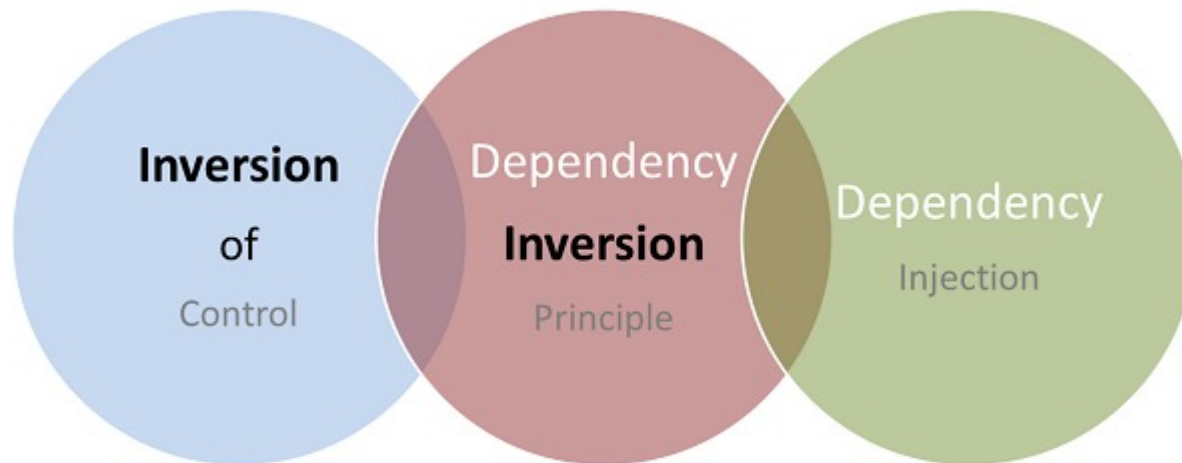 Inversion
of
Control
Dependency
Inversion
Principle
Dependency
Injection